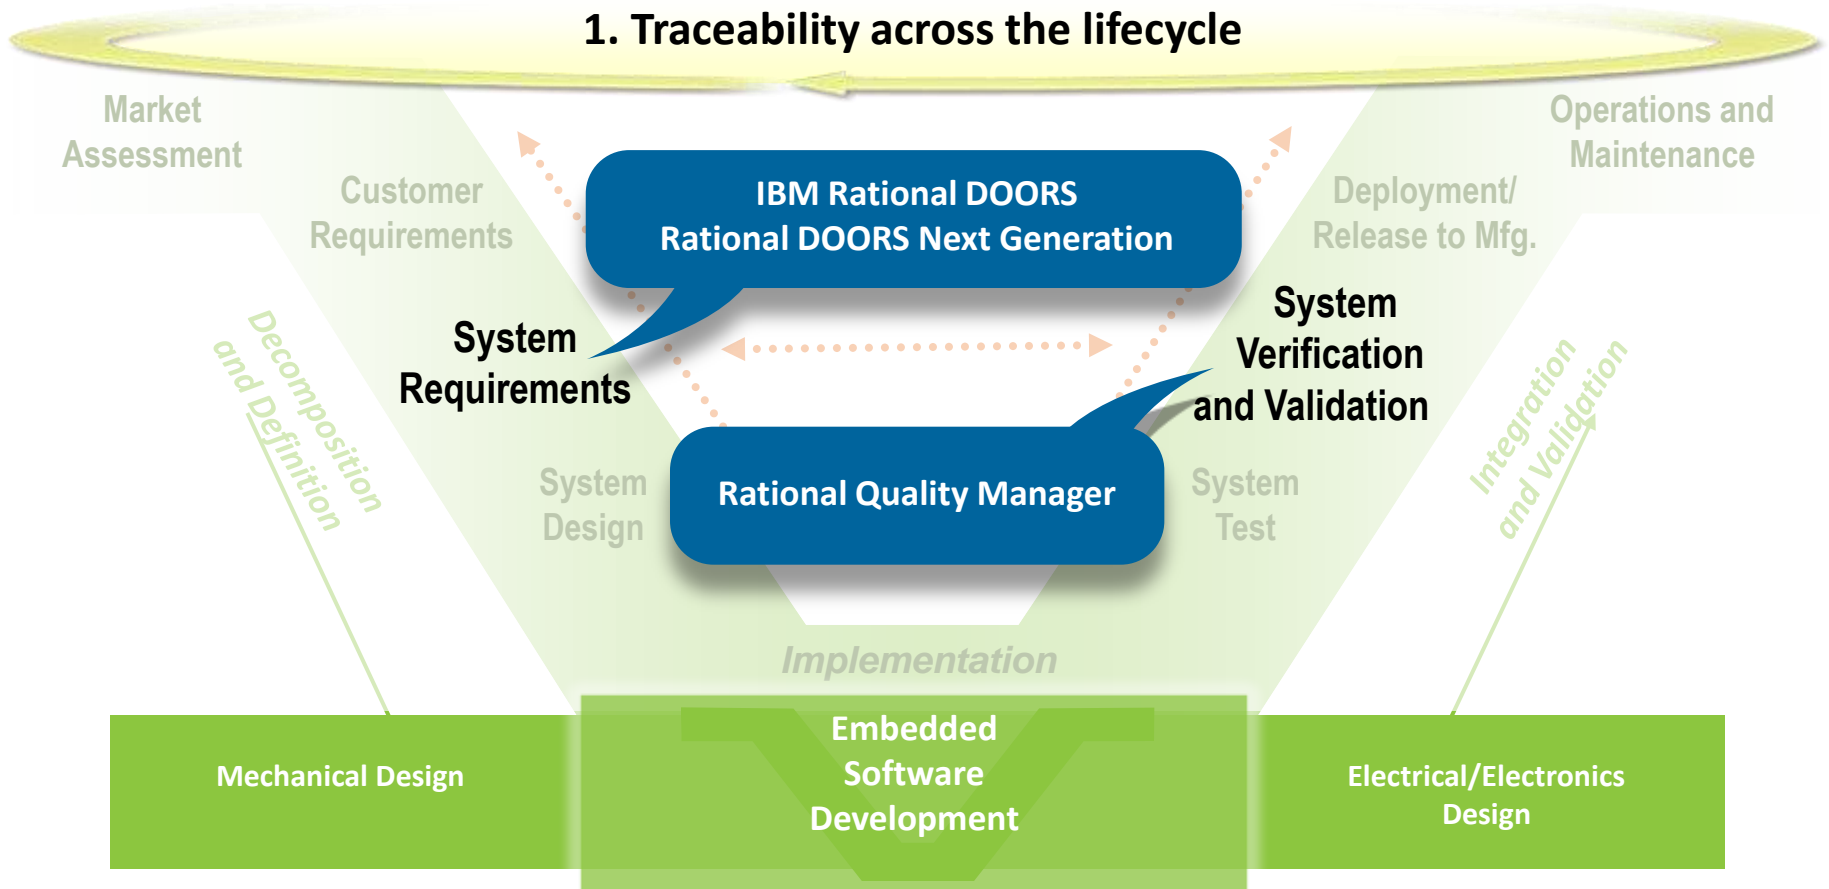 1. Traceability across the lifecycle
Market
Assessment
Operations and
Maintenance
Customer
Requirements
IBM Rational DOORS
Rational DOORS Next Generation
Deployment/
Release to Mfg.
System
Requirements
System
Verification
and Validation
Decomposition
and Definition
Integration
and Validation
System
Design
Rational Quality Manager
System
Test
Implementation
Mechanical Design
Embedded
Software
Development
Electrical/Electronics
Design